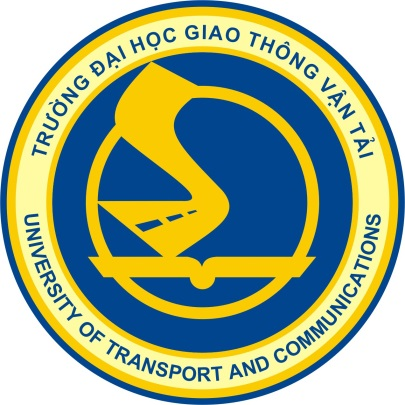 TRƯỜNG ĐẠI HỌC GIAO THÔNG VẬN TẢI
UNIVERSITY OF TRANSPORT AND COMMUNICATIONS